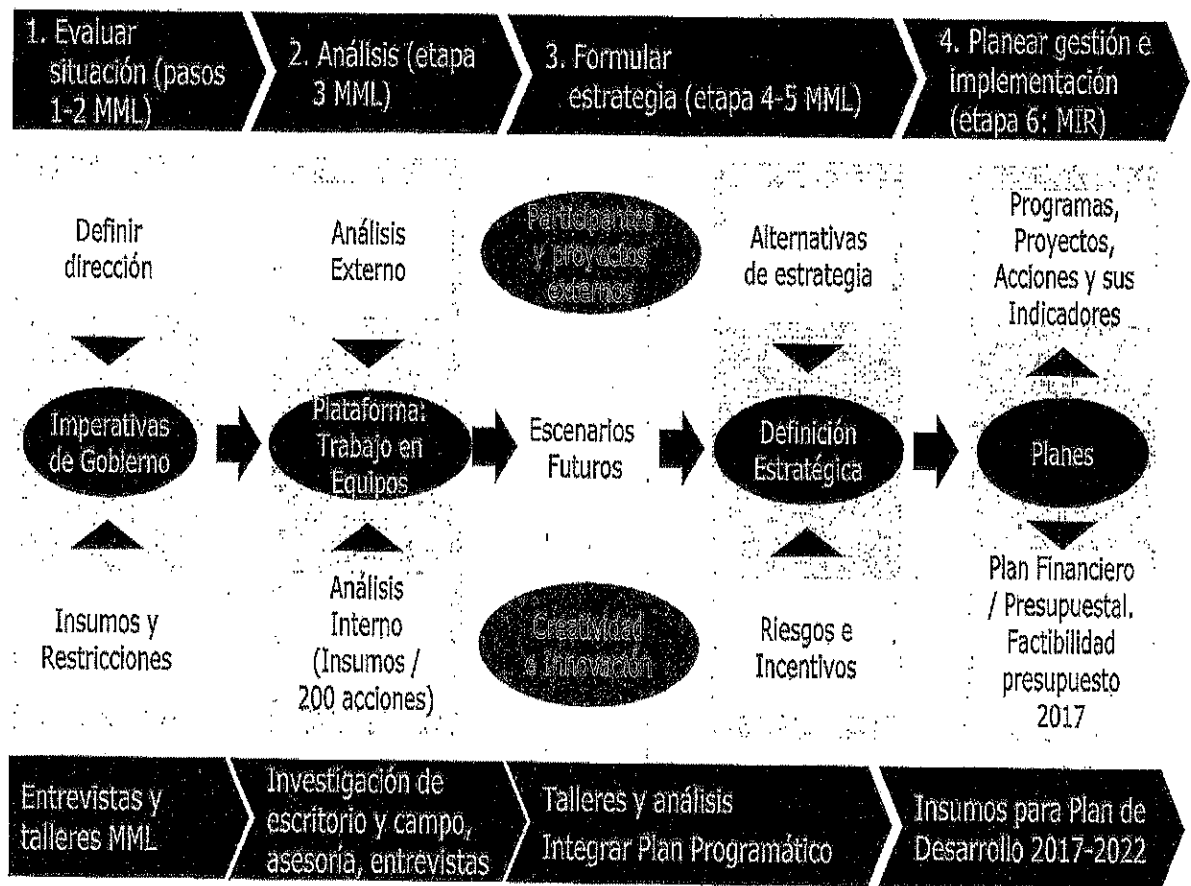 1. Evaluar
situación (pasos
1-2 MML)
2. Análisis (etapa
3 MML)
3. Formular
estrategia (etapa 4-5 MML)
4. Planear gestión e
implementación
(etapa 6: MIR)
Definir
dirección
Análisis
Externo
Participantes
y proyectos
externos
Alternativas
de estrategia
Programas,
Proyectos,
Acciones y sus
Indicadores
Imperativas
de Gobierno
Plataforma:
Trabajo en
Equipos
Escenarios
Futuros
Definición
Estratégica
Planes
Insumos y
Restricciones
Análisis
Interno
(Insumos /
200 acciones)
Creatividad
e Innovación
Riesgos e
Incentivos
Plan Financiero
/ Presupuestal.
Factibilidad
presupuesto
2017
Entrevistas y
talleres MML
Investigación de
escritorio y campo,
asesoría, entrevistas
Talleres y análisis
Integrar Plan Programático
Insumos para Plan de
Desarrollo 2017-2022